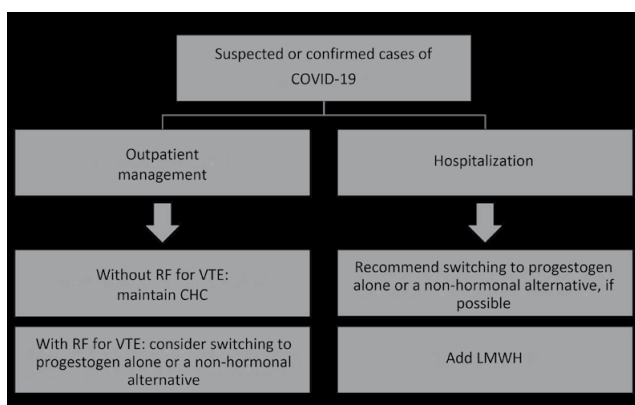 Suspected or confirmed cases of
COVID-19
Outpatient
management
Hospitalization
Without RF for VTE:
maintain CHC
Recommend switching to progestogen
alone or a non-hormonal alternative, if
possible
With RF for VTE: consider switching to
progestogen alone or a non-hormonal
alternative
Add LMWH